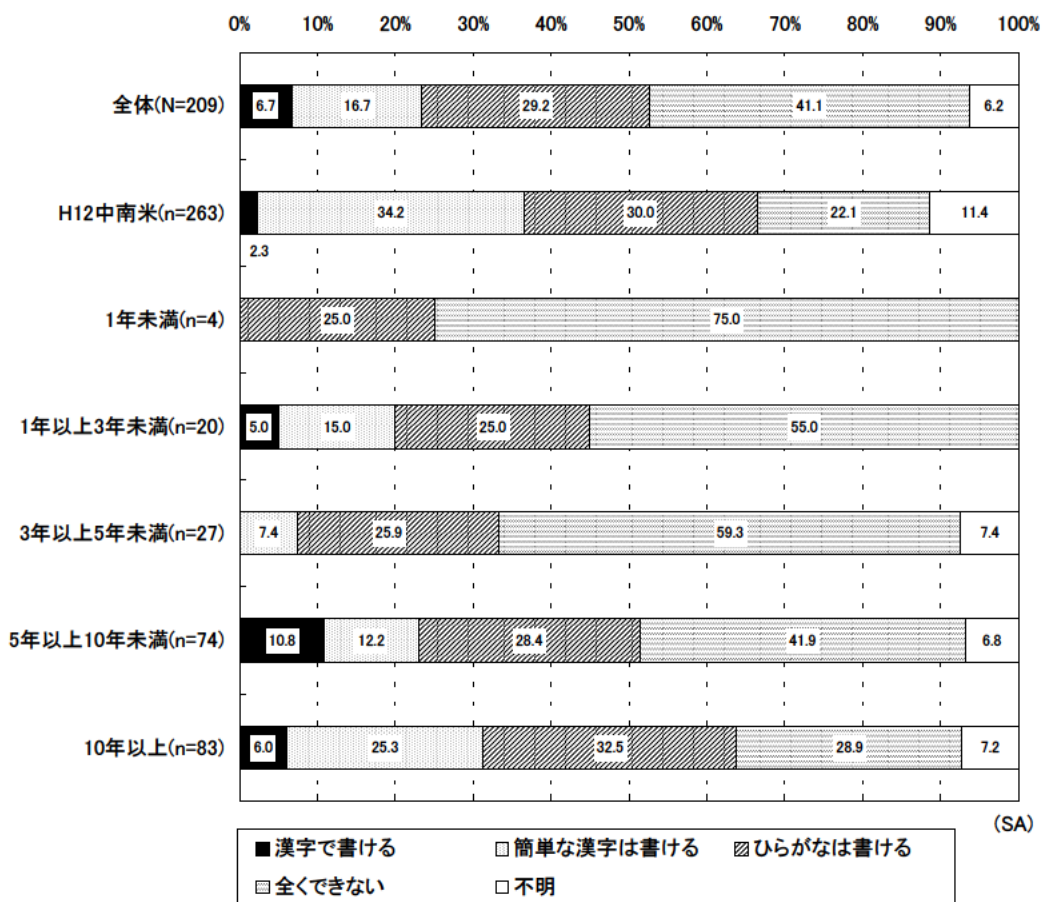 0% 10% 20% 30% 40% 50% 60% 70% 80% 90% 100%
全体(N=209) 6.7 16.7 29.2 41.1 6.2
H12中南米(n=263) 34.2 30.0 22.1 11.4
2.3
1年未満(n=4) 25.0 75.0
1年以上3年未満(n=20) 5.0 15.0 25.0 55.0
3年以上5年未満(n=27) 7.4 25.9 59.3 7.4
5年以上10年未満(n=74) 10.8 12.2 28.4 41.9 6.8
10年以上(n=83) 6.0 25.3 32.5 28.9 7.2
(SA)
漢字で書ける 簡単な漢字は書ける ひらがなは書ける
全くできない 不明